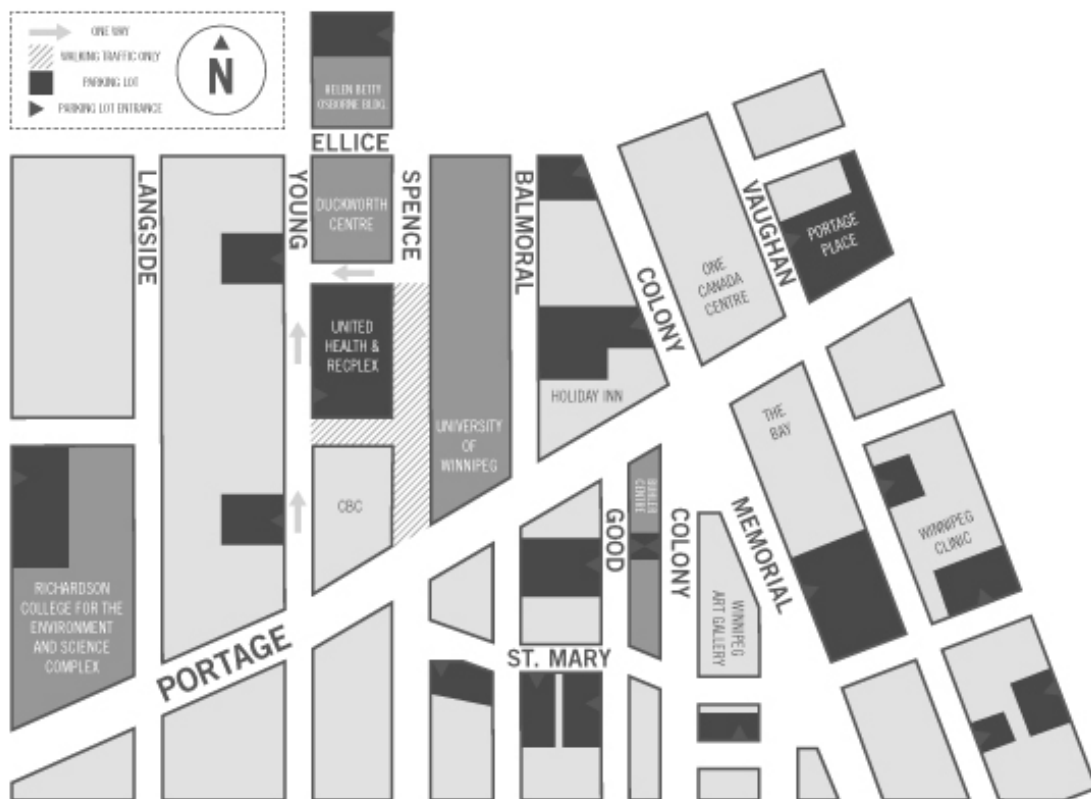 ONE WAY
WALKING TRAFFIC ONLY
PARKING LOT
PARKING LOT ENTRANCE
N
HELEN BETTY
OSBORNE BLDG.
ELLICE
LANGSIDE
YOUNG
DUCKWORTH
CENTRE
SPENCE
BALMORAL
COLONY
VAUGHAN
PORTAGE
PLACE
ONE
CANADA
CENTRE
UNITED
HEALTH &
RECPLEX
HOLIDAY INN
UNIVERSITY
OF
WINNIPEG
THE
BAY
CBC
BUHLER
CENTRE
GOOD
COLONY
MEMORIAL
WINNIPEG
CLINIC
RICHARDSON
COLLEGE FOR THE
ENVIRONMENT
AND SCIENCE
COMPLEX
WINNIPEG
ART GALLERY
PORTAGE
ST. MARY